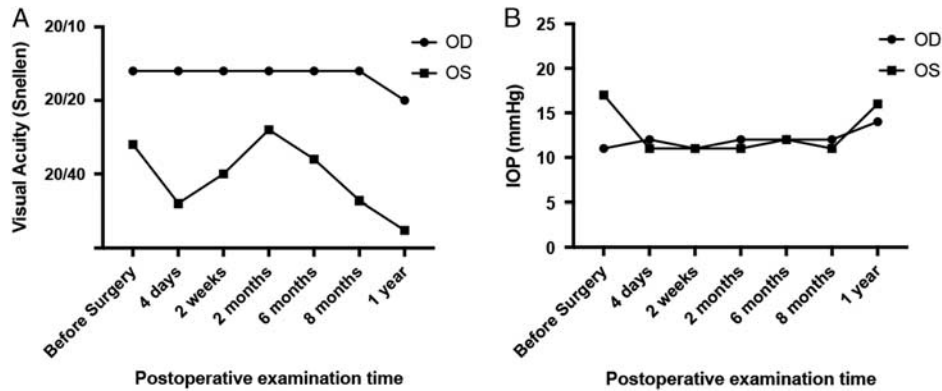 A
20/10
20/20
20/40
Visual Acuity (Snellen)
OD
OS
Before Surgery
4 days
2 weeks
2 months
6 months
8 months
1 year
Postoperative examination time
B
25
20
15
10
5
0
IOP (mmHg)
OD
OS
Before Surgery
4 days
2 weeks
2 months
6 months
8 months
1 year
Postoperative examination time